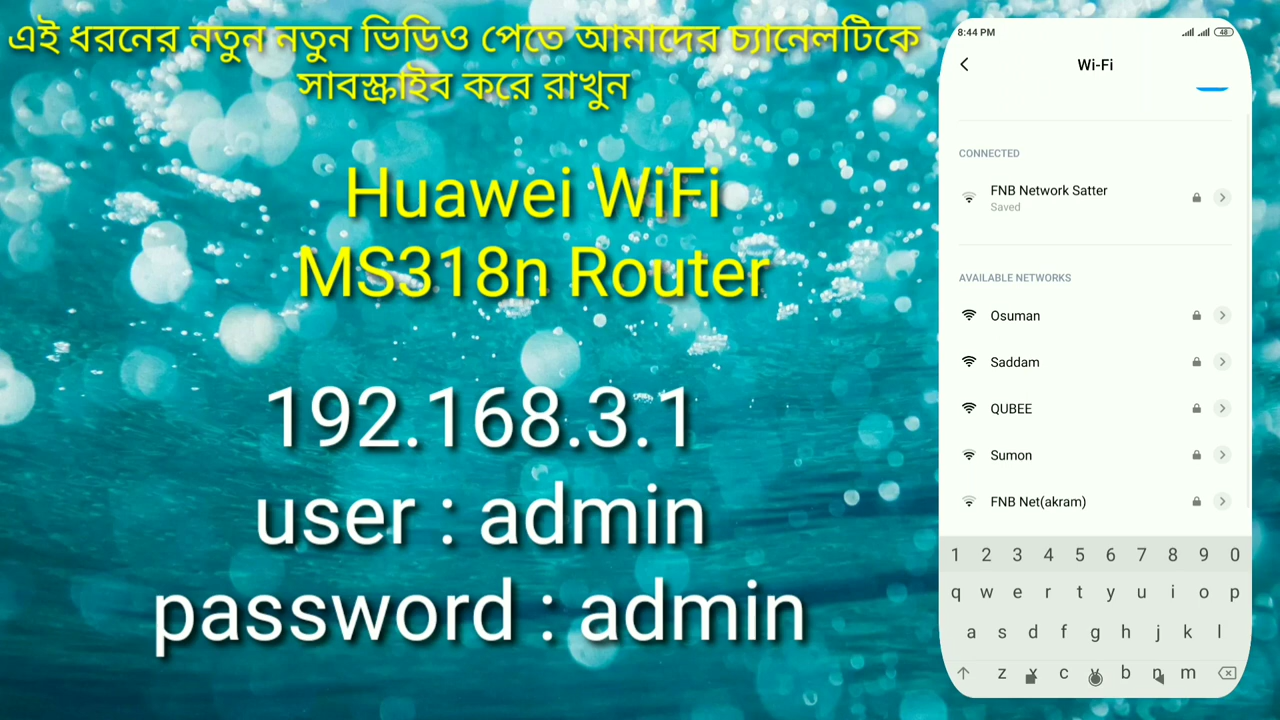 এই ধরনের নতুন নতুন ভিডিও পেতে আমাদের চ্যানেলটিকে
সাবস্ক্রাইব করে রাখুন
Huawei WiFi
MS318n Router
192.168.3.1
user : admin
password : admin
8:44 PM
48
Wi-Fi
CONNECTED
FNB Network Satter
Saved
AVAILABLE NETWORKS
Osuman
Saddam
QUBEE
Sumon
FNB Net(akram)
1 2 3 4 5 6 7 8 9 0
q w e r t y u i o p
a s d f g h j k l
z x c v b n m